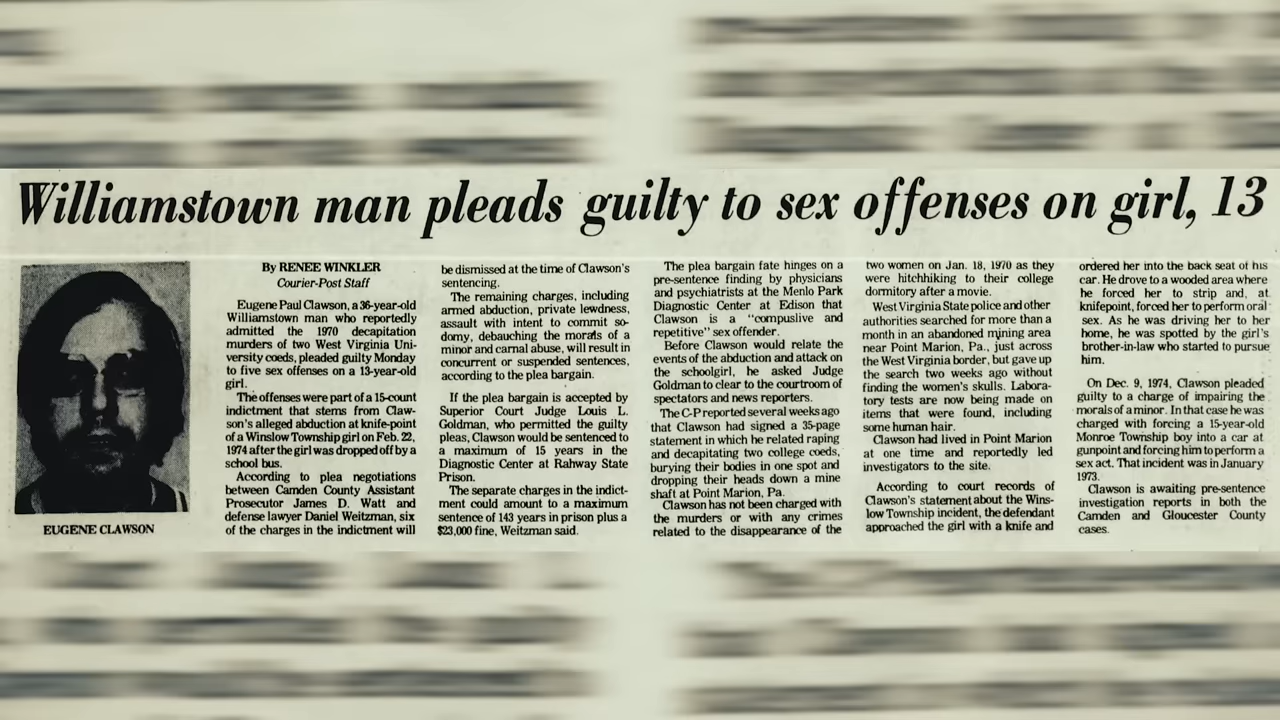 Williamstown man pleads guilty to sex offenses on girl, 13
EUGENE CLAWSON
By RENEE WINKLER
Courier-Post Staff
Eugene Paul Clawson, a 36-year-old
Williamstown man who reportedly
admitted the 1970 decapitation
murders of two West Virginia Uni-
versity coeds, pleaded guilty Monday
to five sex offenses on a 13-year-old
girl.
The offenses were part of a 15-count
indictment that stems from Claw-
son's alleged abduction at knife-point
of a Winslow Township girl on Feb. 22,
1974 after the girl was dropped off by a
school bus.
According to plea negotiations
between Camden County Assistant
Prosecutor James D. Watt and
defense lawyer Daniel Weitzman, six
of the charges in the indictment will
be dismissed at the time of Clawson's
sentencing.
The remaining charges, including
armed abduction, private lewdness,
assault with intent to commit so-
domy, debauching the morals of a
minor and carnal abuse, will result in
concurrent or suspended sentences,
according to the plea bargain.
If the plea bargain is accepted by
Superior Court Judge Louis L.
Goldman, who permitted the guilty
pleas, Clawson would be sentenced to
a maximum of 15 years in the
Diagnostic Center at Rahway State
Prison.
The separate charges in the indict-
ment could amount to a maximum
sentence of 143 years in prison plus a
$23,000 fine, Weitzman said.
The plea bargain fate hinges on a
pre-sentence finding by physicians
and psychiatrists at the Menlo Park
Diagnostic Center at Edison that
Clawson is a "compuslive and
repetitive" sex offender.
Before Clawson would relate the
events of the abduction and attack on
the schoolgirl, he asked Judge
Goldman to clear to the courtroom of
spectators and news reporters.
The C-P reported several weeks ago
that Clawson had signed a 35-page
statement in which he related raping
and decapitating two college coeds,
burying their bodies in one spot and
dropping their heads down a mine
shaft at Point Marion, Pa.
Clawson has not been charged with
the murders or with any crimes
related to the disappearance of the
two women on Jan. 18, 1970 as they
were hitchhiking to their college
dormitory after a movie.
West Virginia State police and other
authorities searched for more than a
month in an abandoned mining area
near Point Marion, Pa., just across
the West Virginia border, but gave up
the search two weeks ago without
finding the women's skulls. Labora-
tory tests are now being made on
items that were found, including
some human hair.
Clawson had lived in Point Marion
at one time and reportedly led
investigators to the site.
According to court records of
Clawson's statement about the Wins-
low Township incident, the defendant
approached the girl with a knife and
ordered her into the back seat of his
car. He drove to a wooded area where
he forced her to strip and, at
knifepoint, forced her to perform oral
sex. As he was driving her to her
home, he was spotted by the girl's
brother-in-law who started to pursue
him.
On Dec. 9, 1974, Clawson pleaded
guilty to a charge of impairing the
morals of a minor. In that case he was
charged with forcing a 15-year-old
Monroe Township boy into a car at
gunpoint and forcing him to perform a
sex act. That incident was in January
1973.
Clawson is awaiting pre-sentence
investigation reports in both the
Camden and Gloucester County
cases.